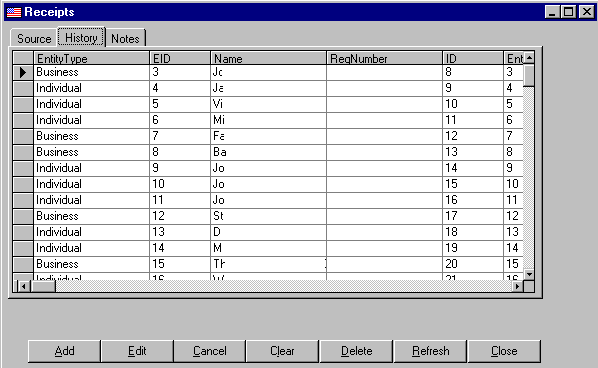 Receipts
Source History Notes
EntityType EID Name RegNumber ID Ent
Business 3 Jc 8 3
Individual 4 Ja 9 4
Individual 5 Vi 10 5
Individual 6 Mi 11 6
Business 7 Fa 12 7
Business 8 Ba 13 8
Individual 9 Jo 14 9
Individual 10 Jo 15 10
Individual 11 Jo 16 11
Business 12 St 17 12
Individual 13 D 18 13
Individual 14 M 19 14
Business 15 Th 20 15
Individual 16 21 16
Add Edit Cancel Clear Delete Refresh Close